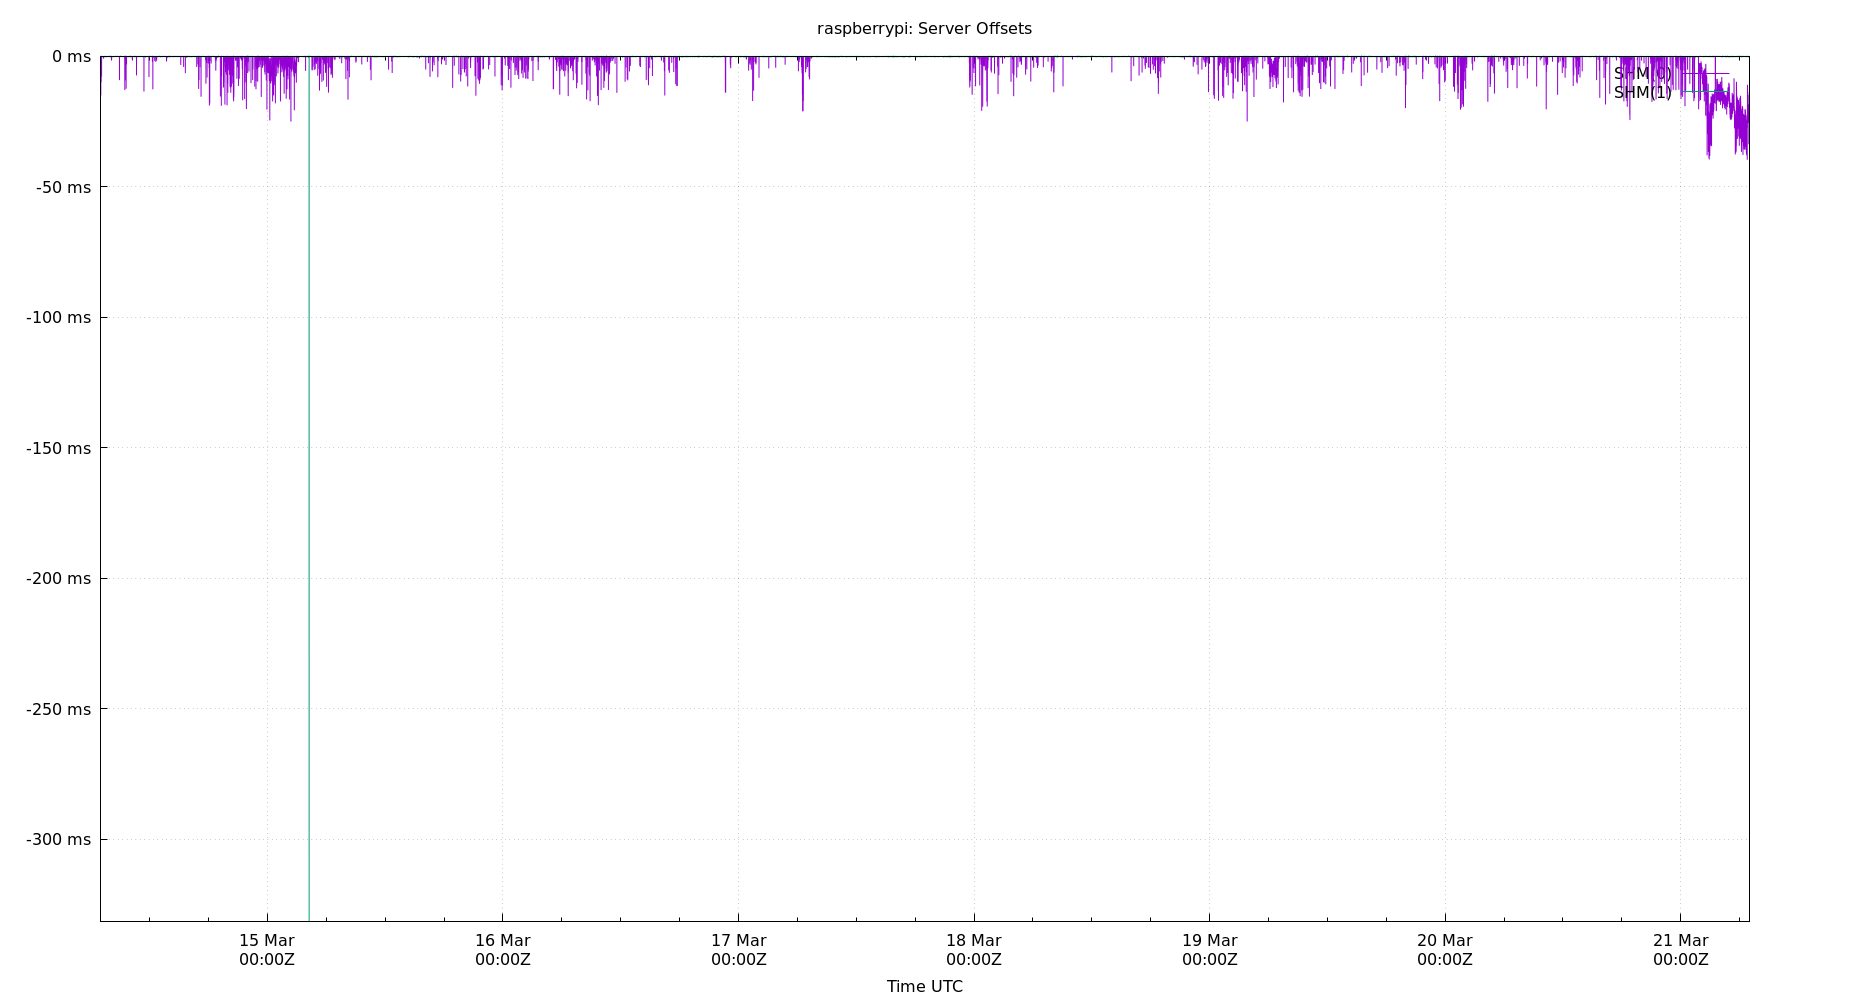 raspberrypi: Server Offsets
0 ms
SHM(0)
SHM(1)
-50 ms
-100 ms
-150 ms
-200 ms
-250 ms
-300 ms
15 Mar 16 Mar 17 Mar 18 Mar 19 Mar 20 Mar 21 Mar
00:00Z 00:00Z 00:00Z 00:00Z 00:00Z 00:00Z 00:00Z
Time UTC